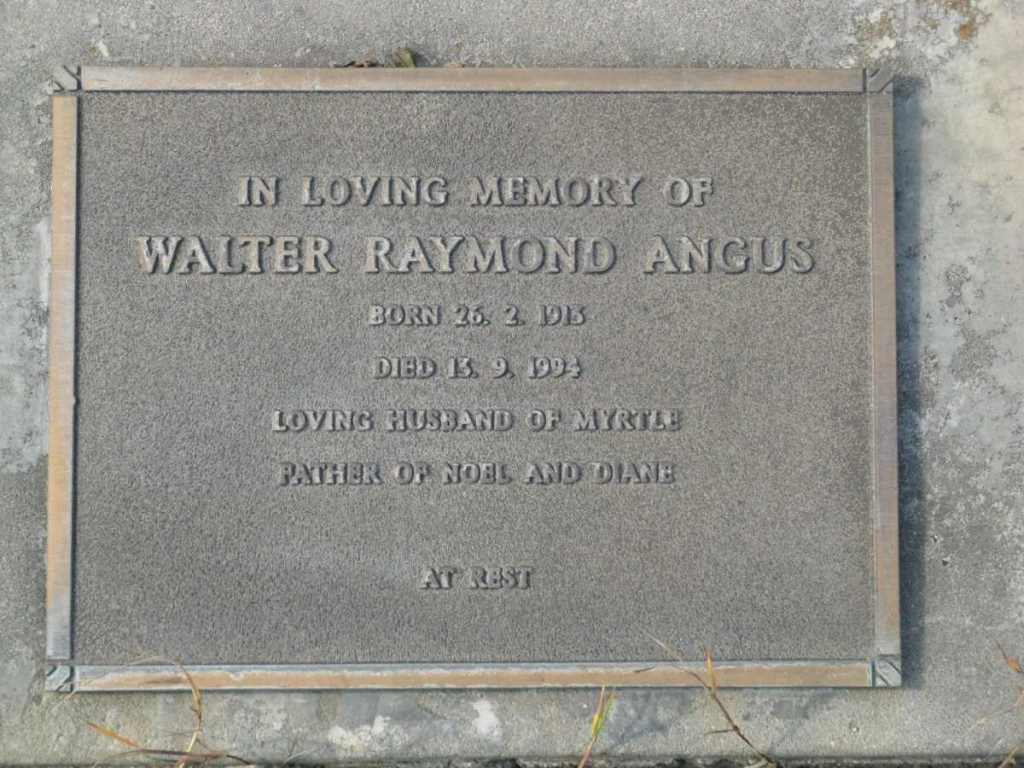 IN LOVING MEMORY OF
WALTER RAYMOND ANGUS
BORN 26. 2. 1913
DIED 13. 9. 1994
LOVING HUSBAND OF MYRTLE
FATHER OF NOEL AND DIANE
AT REST